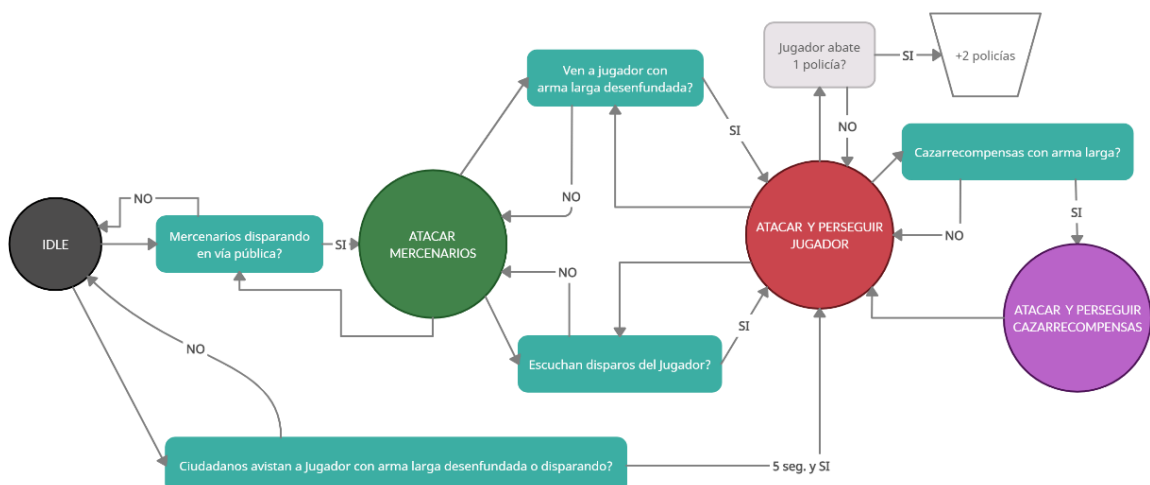 Jugador abate
1 policía?
SI
+2 policías
Ven a jugador con
arma larga desenfundada?
SI
NO
Cazarrecompensas con arma larga?
NO
NO
SI
IDLE
Mercenarios disparando
en vía pública?
SI
ATACAR
MERCENARIOS
ATACAR Y PERSEGUIR
JUGADOR
NO
NO
ATACAR Y PERSEGUIR
CAZARRECOMPENSAS
SI
NO
Escuchan disparos del Jugador?
Ciudadanos avistan a Jugador con arma larga desenfundada o disparando?
5 seg. y SI